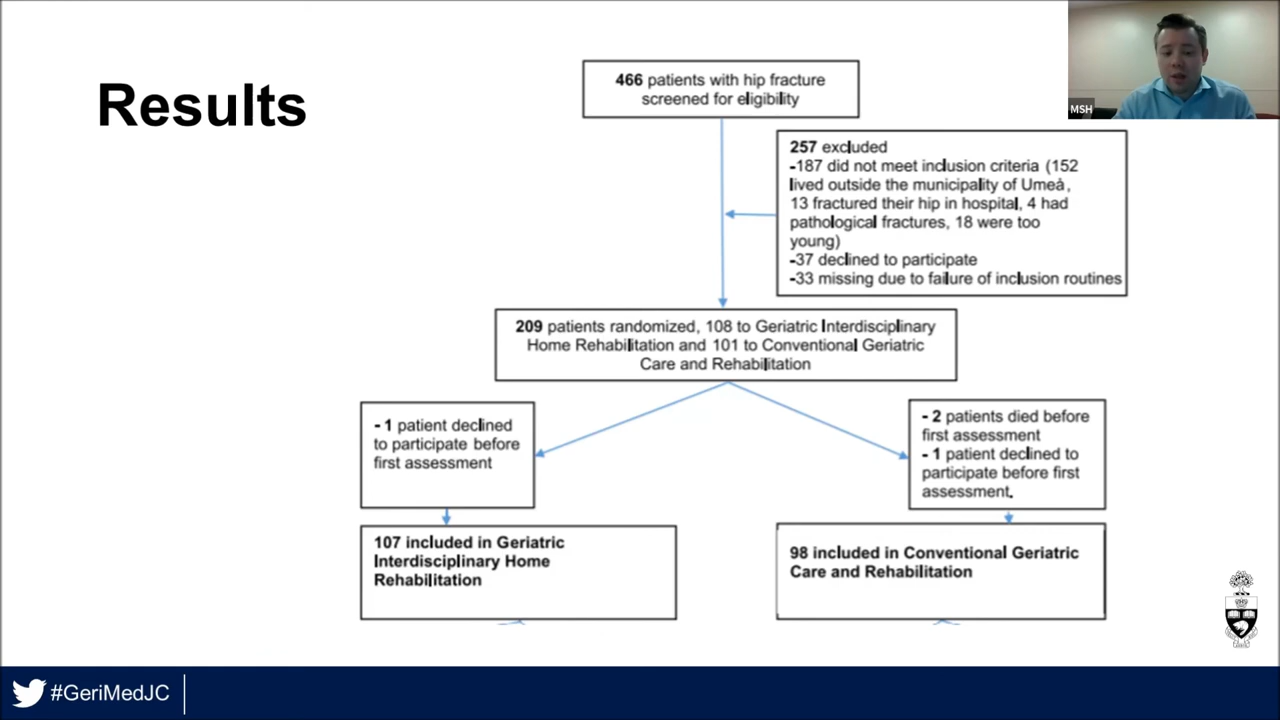 Results
MSH
466 patients with hip fracture
screened for eligibility
257 excluded
-187 did not meet inclusion criteria (152
lived outside the municipality of Umeå,
13 fractured their hip in hospital, 4 had
pathological fractures, 18 were too
young)
-37 declined to participate
-33 missing due to failure of inclusion routines
209 patients randomized, 108 to Geriatric Interdisciplinary
Home Rehabilitation and 101 to Conventional Geriatric
Care and Rehabilitation
- 1 patient declined
to participate before
first assessment
- 2 patients died before
first assessment
- 1 patient declined to
participate before first
assessment.
107 included in Geriatric
Interdisciplinary Home
Rehabilitation
98 included in Conventional Geriatric
Care and Rehabilitation
#GeriMedJC